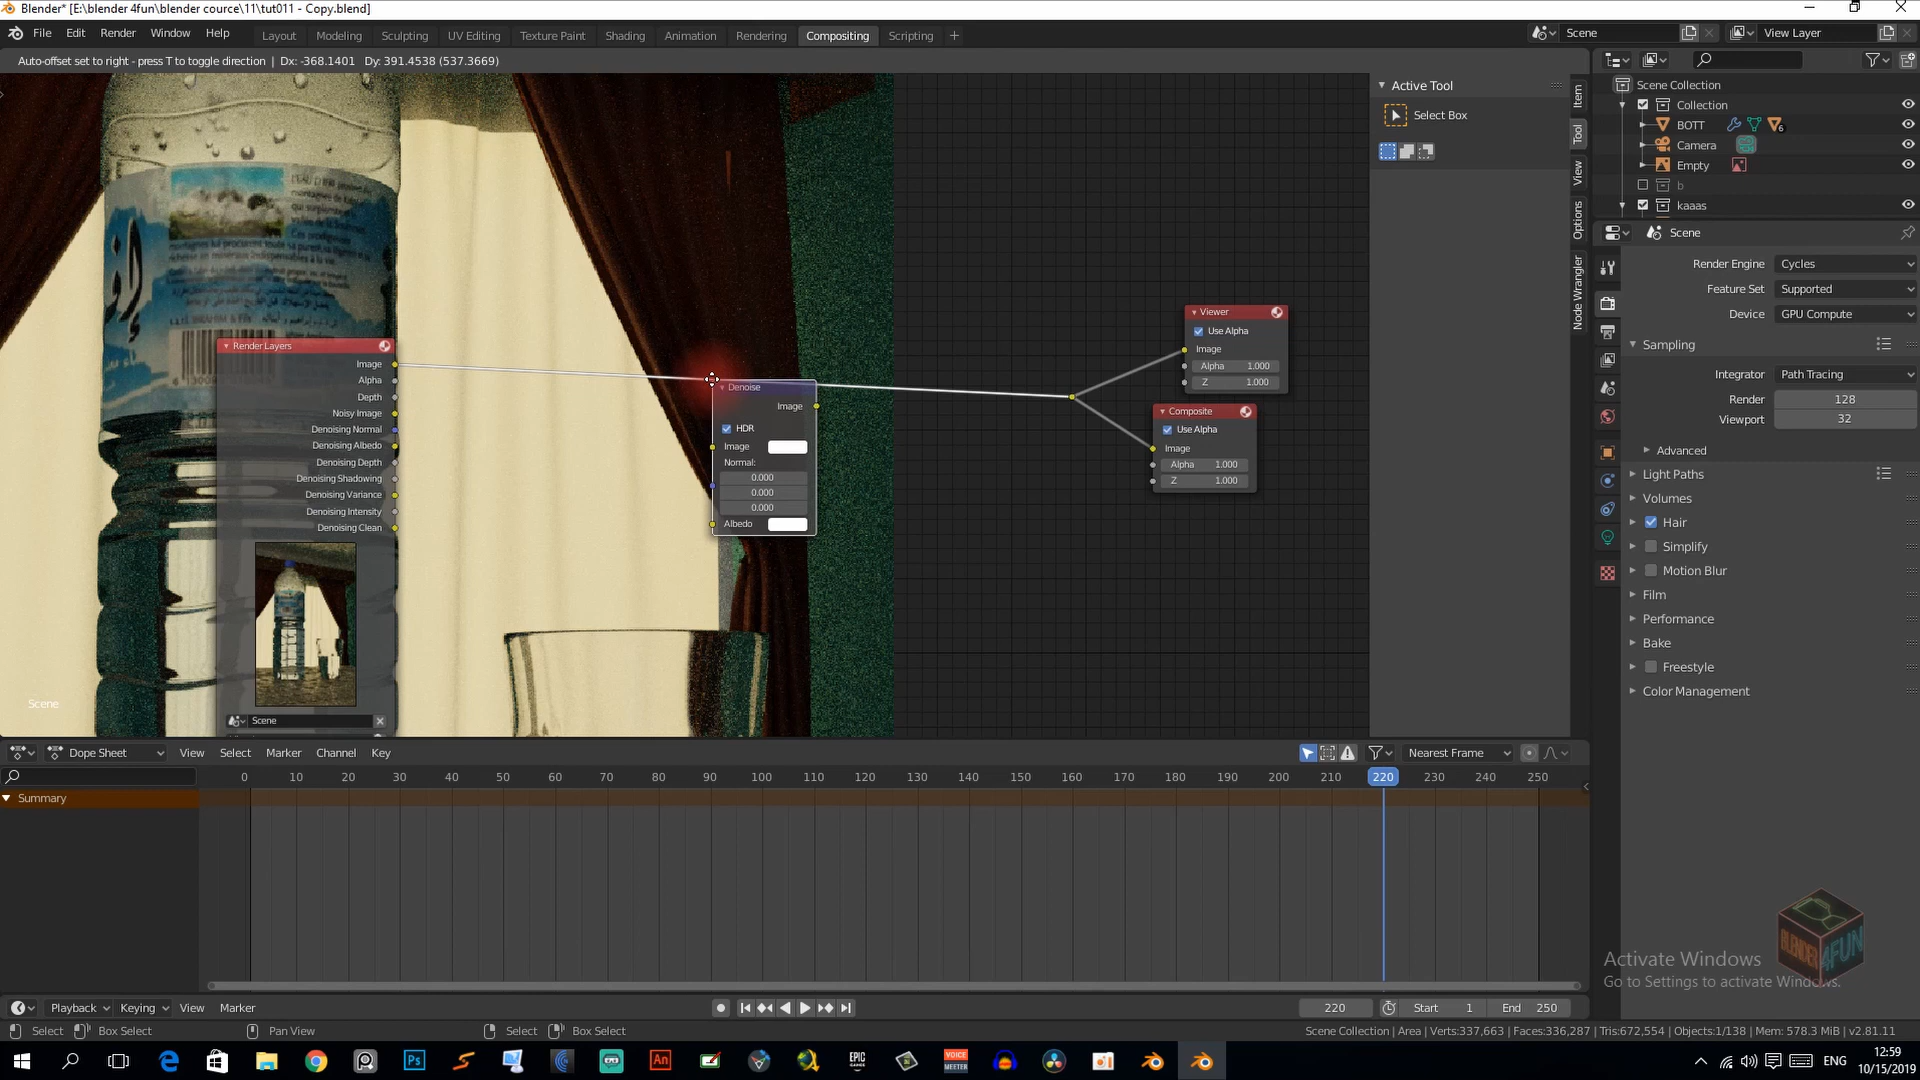 Blender* [E:\blender 4fun\blender cource\11\tut011 - Copy.blend]
File Edit Render Window Help
Layout Modeling Sculpting UV Editing Texture Paint Shading Animation Rendering Compositing Scripting +
Scene
View Layer
Auto-offset set to right - press T to toggle direction | Dx: -368.1401 Dy: 391.4538 (537.3669)
Active Tool
Select Box
Item
Tool
View
Options
Node Wrangler
Scene Collection
Collection
BOTT
6
Camera
Empty
b
kaaas
Scene
Render Engine Cycles
Feature Set Supported
Device GPU Compute
Sampling
Integrator Path Tracing
Render 128
Viewport 32
Advanced
Light Paths
Volumes
Hair
Simplify
Motion Blur
Film
Performance
Bake
Freestyle
Color Management
Render Layers
Image
Alpha
Depth
Noisy Image
Denoising Normal
Denoising Albedo
Denoising Depth
Denoising Shadowing
Denoising Variance
Denoising Intensity
Denoising Clean
Scene
Scene
Denoise
Image
HDR
Image
Normal:
0.000
0.000
0.000
Albedo
Viewer
Use Alpha
Image
Alpha 1.000
Z 1.000
Composite
Use Alpha
Image
Alpha 1.000
Z 1.000
Dope Sheet View Select Marker Channel Key
Nearest Frame
0 10 20 30 40 50 60 70 80 90 100 110 120 130 140 150 160 170 180 190 200 210 220 230 240 250
Summary
BLENDER4FUN
Activate Windows
Go to Settings to activate Windows.
Playback Keying View Marker
220 Start 1 End 250
Select Box Select Pan View Select Box Select
Scene Collection | Area | Verts:337,663 | Faces:336,287 | Tris:672,554 | Objects:1/138 | Mem: 578.3 MiB | v2.81.11
Ps
An
EPIC GAMES
VOICE MEETER
ENG
12:59
10/15/2019